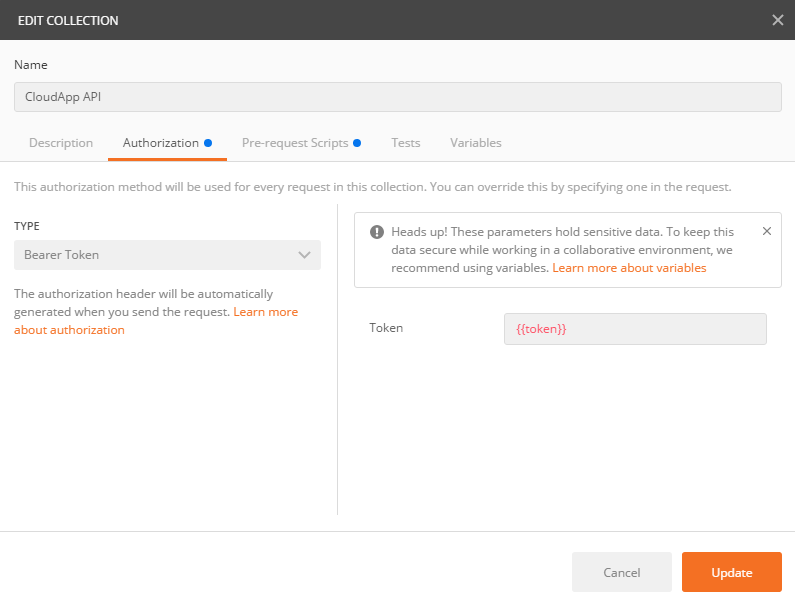 EDIT COLLECTION
Name
CloudApp API
Description
Authorization
Pre-request Scripts
Tests
Variables
This authorization method will be used for every request in this collection. You can override this by specifying one in the request.
TYPE
Bearer Token
The authorization header will be automatically
generated when you send the request. Learn more
about authorization
Heads up! These parameters hold sensitive data. To keep this
data secure while working in a collaborative environment, we
recommend using variables. Learn more about variables
Token
{{token}}
Cancel
Update